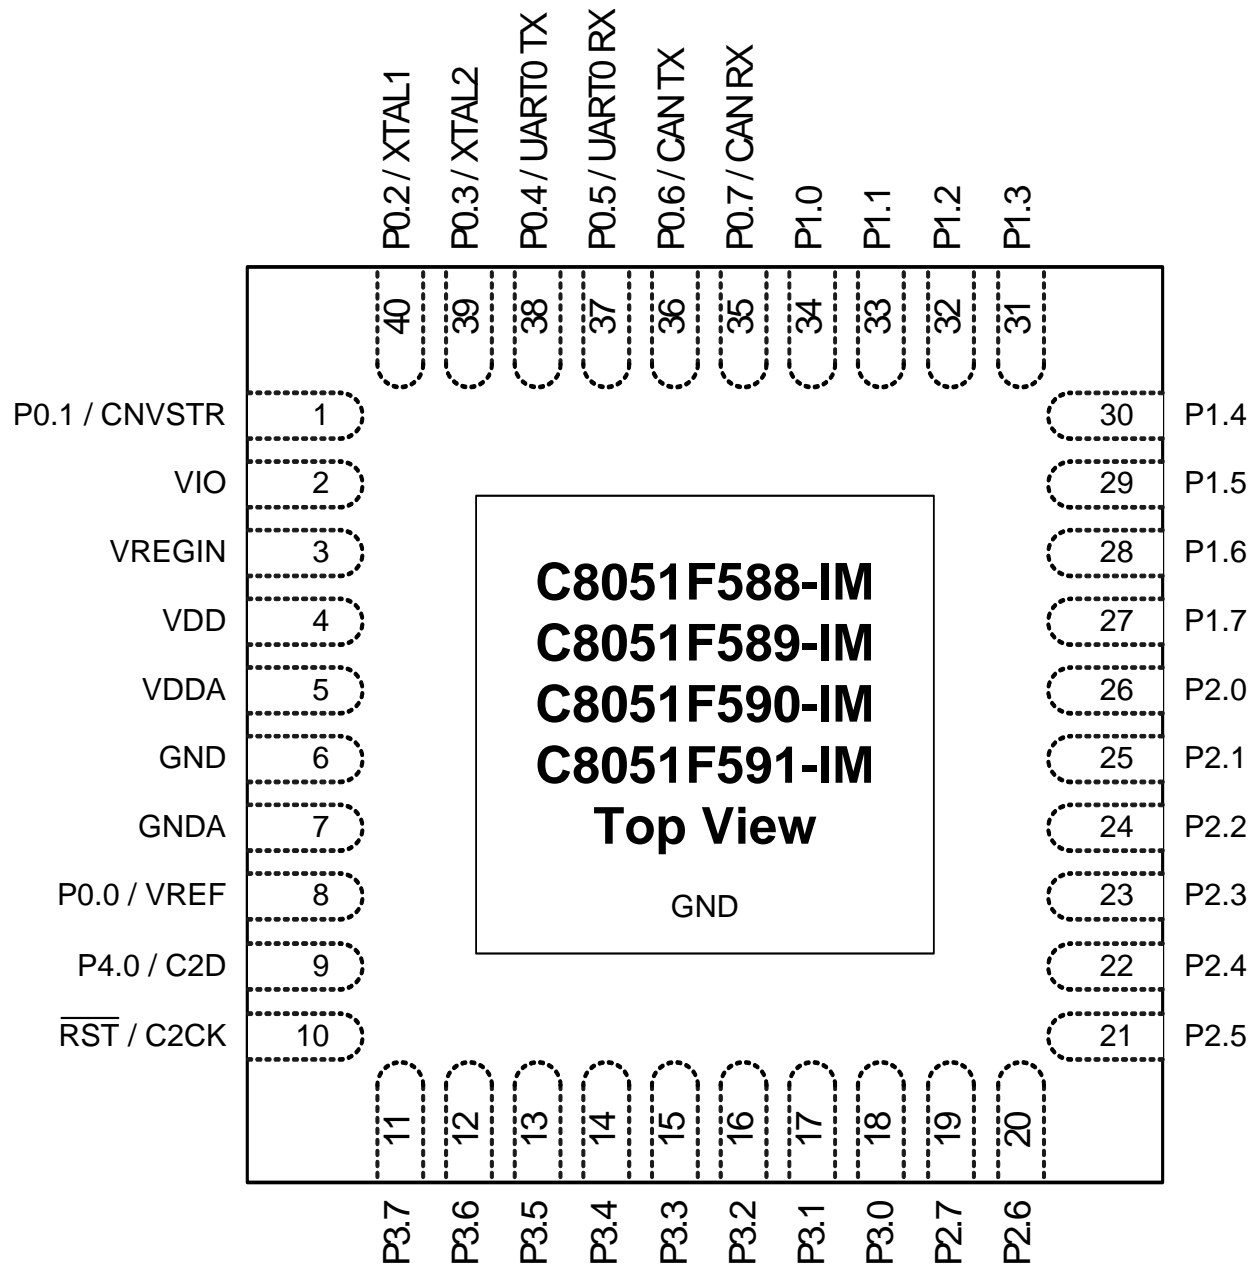 P0.2 / XTAL1
P0.3 / XTAL2
P0.4 / UART0 TX
P0.5 / UART0 RX
P0.6 / CAN TX
P0.7 / CAN RX
P1.0
P1.1
P1.2
P1.3
40
39
38
37
36
35
34
33
32
31
P0.1 / CNVSTR 1
VIO 2
VREGIN 3
VDD 4
VDDA 5
GND 6
GNDA 7
P0.0 / VREF 8
P4.0 / C2D 9
RST / C2CK 10
C8051F588-IM
C8051F589-IM
C8051F590-IM
C8051F591-IM
Top View
GND
30 P1.4
29 P1.5
28 P1.6
27 P1.7
26 P2.0
25 P2.1
24 P2.2
23 P2.3
22 P2.4
21 P2.5
11
12
13
14
15
16
17
18
19
20
P3.7
P3.6
P3.5
P3.4
P3.3
P3.2
P3.1
P3.0
P2.7
P2.6